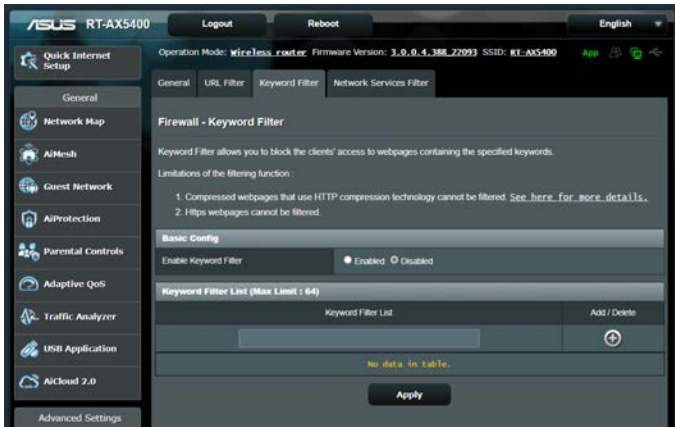 ASUS RT-AX5400 Logout Reboot English
Quick Internet
Setup
Operation Mode: Wireless router Firmware Version: 3.0.0.4.388_22093 SSID: RT-AX5400 App
General URL Filter Keyword Filter Network Services Filter
General
Network Map
AiMesh
Guest Network
AiProtection
Parental Controls
Adaptive QoS
Traffic Analyzer
USB Application
AiCloud 2.0
Advanced Settings
Firewall - Keyword Filter
Keyword Filter allows you to block the clients' access to webpages containing the specified keywords.
Limitations of the filtering function :
1. Compressed webpages that use HTTP compression technology cannot be filtered. See here for more details.
2. Https webpages cannot be filtered.
Basic Config
Enable Keyword Filter Enabled Disabled
Keyword Filter List (Max Limit : 64)
Keyword Filter List Add / Delete
No data in table.
Apply